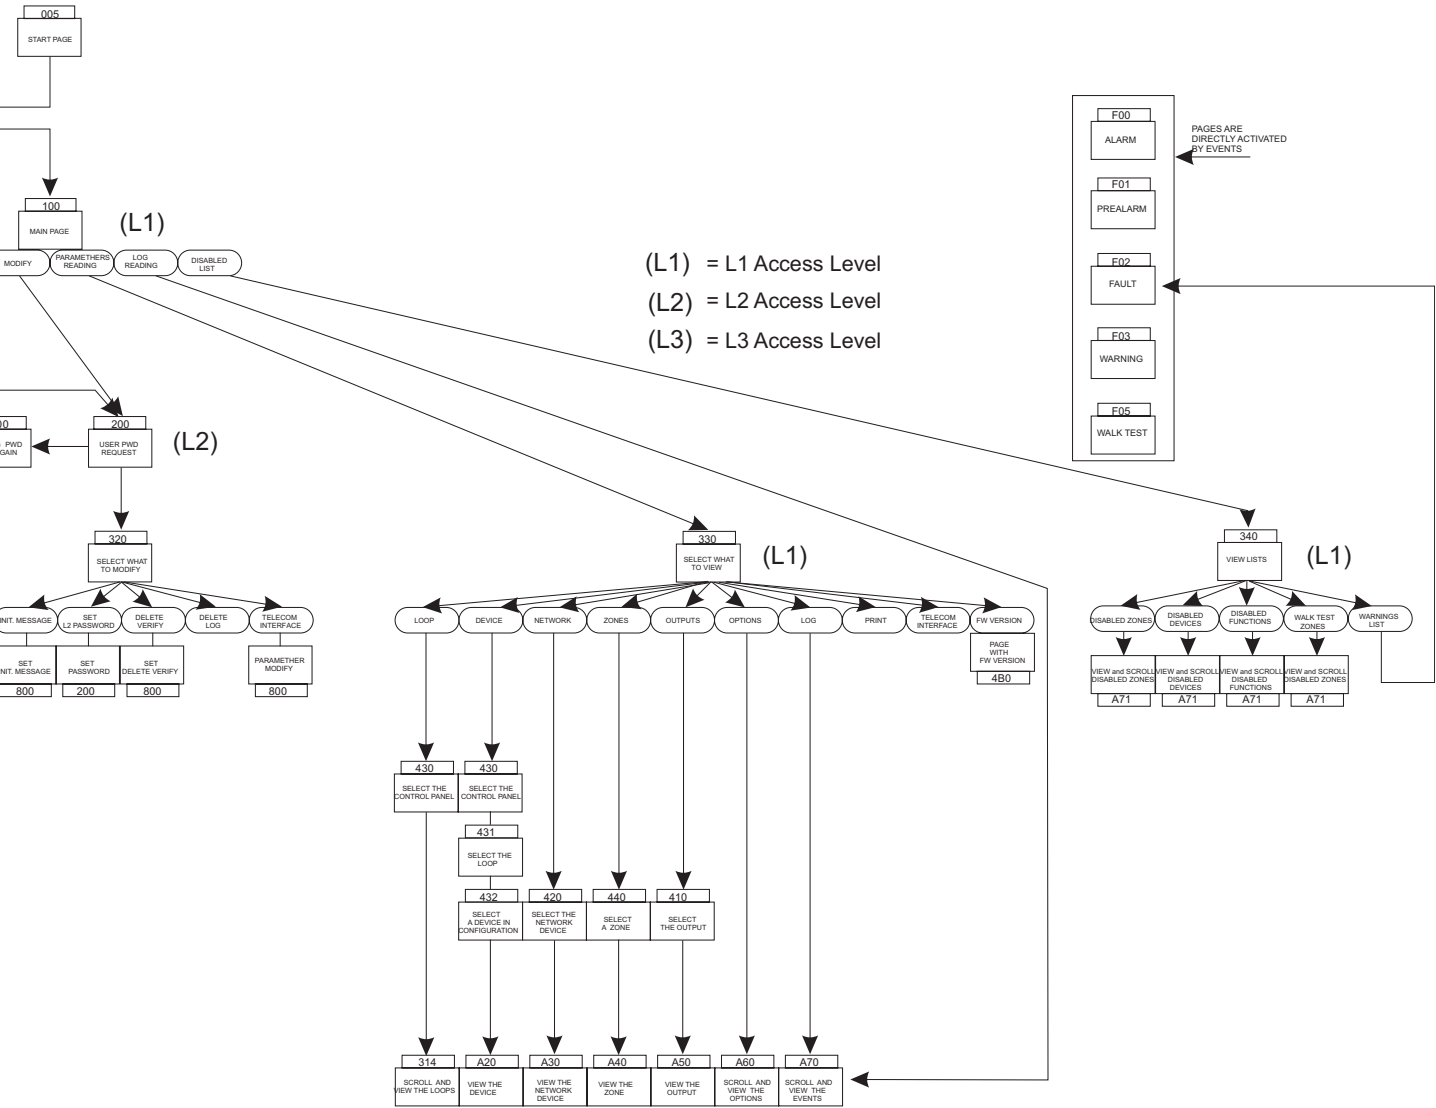 005
START PAGE
100
MAIN PAGE
(L1)
MODIFY
PARAMETHERS
READING
LOG
READING
DISABLED
LIST
(L1) = L1 Access Level
(L2) = L2 Access Level
(L3) = L3 Access Level
F00
ALARM
F01
PREALARM
F02
FAULT
F03
WARNING
F05
WALK TEST
PAGES ARE
DIRECTLY ACTIVATED
BY EVENTS
PWD
200
USER PWD
REQUEST
(L2)
320
SELECT WHAT
TO MODIFY
INIT. MESSAGE
SET
L2 PASSWORD
DELETE
VERIFY
DELETE
LOG
TELECOM
INTERFACE
SET
INIT. MESSAGE
800
SET
PASSWORD
200
SET
DELETE VERIFY
800
PARAMETHER
MODIFY
800
330
SELECT WHAT
TO VIEW
(L1)
LOOP
DEVICE
NETWORK
ZONES
OUTPUTS
OPTIONS
LOG
PRINT
TELECOM
INTERFACE
FW VERSION
PAGE
WITH
FW VERSION
4B0
340
VIEW LISTS
(L1)
DISABLED ZONES
DISABLED
DEVICES
DISABLED
FUNCTIONS
WALK TEST
ZONES
WARNINGS
LIST
VIEW and SCROLL
DISABLED ZONES
A71
VIEW and SCROLL
DISABLED
DEVICES
A71
VIEW and SCROLL
DISABLED
FUNCTIONS
A71
VIEW and SCROLL
DISABLED ZONES
A71
430
SELECT THE
CONTROL PANEL
430
SELECT THE
CONTROL PANEL
431
SELECT THE
LOOP
432
SELECT
A DEVICE IN
CONFIGURATION
420
SELECT THE
NETWORK
DEVICE
440
SELECT
A ZONE
410
SELECT
THE OUTPUT
314
SCROLL AND
VIEW THE LOOPS
A20
VIEW THE
DEVICE
A30
VIEW THE
NETWORK
DEVICE
A40
VIEW THE
ZONE
A50
VIEW THE
OUTPUT
A60
SCROLL AND
VIEW THE
OPTIONS
A70
SCROLL AND
VIEW THE
EVENTS